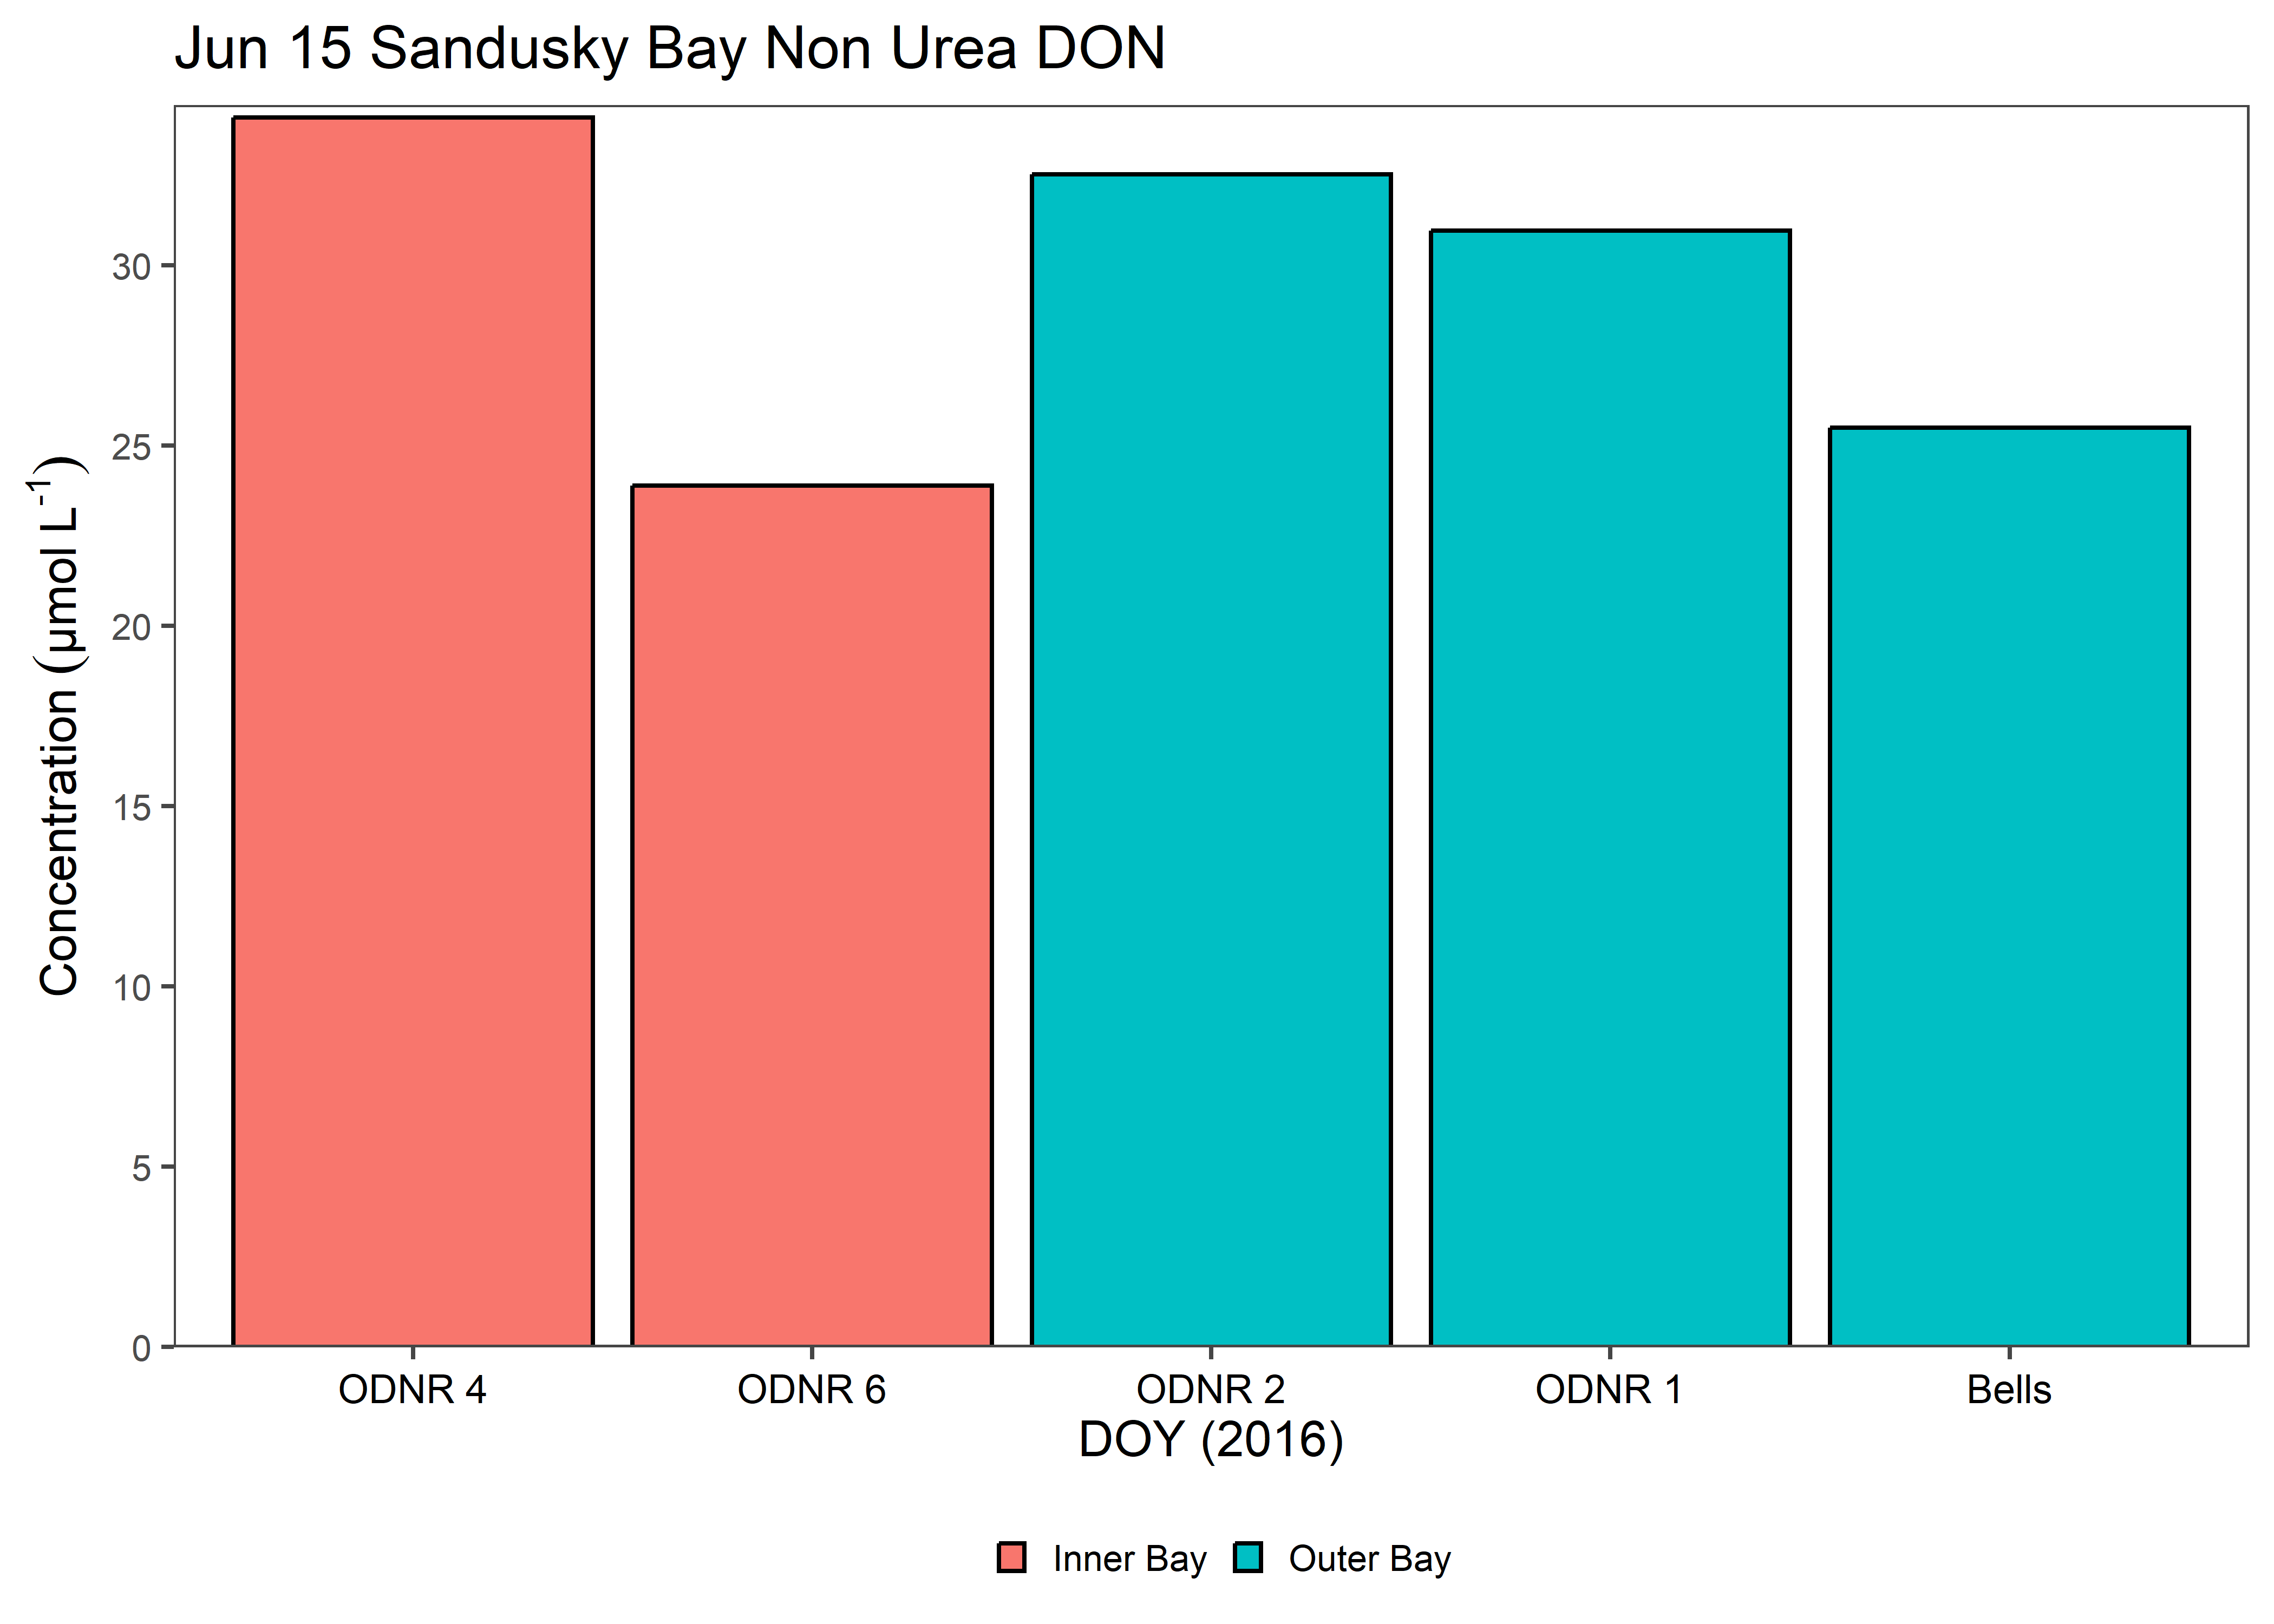 Jun 15 Sandusky Bay Non Urea DON
Concentration (µmol L⁻¹)
30
25
20
15
10
5
0
ODNR 4 ODNR 6 ODNR 2 ODNR 1 Bells
DOY (2016)
Inner Bay Outer Bay